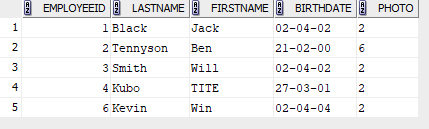 EMPLOYEEID LASTNAME FIRSTNAME BIRTHDATE PHOTO
1 1 Black Jack 02-04-02 2
2 2 Tennyson Ben 21-02-00 6
3 3 Smith Will 02-04-02 2
4 4 Kubo TITE 27-03-01 2
5 6 Kevin Win 02-04-04 2